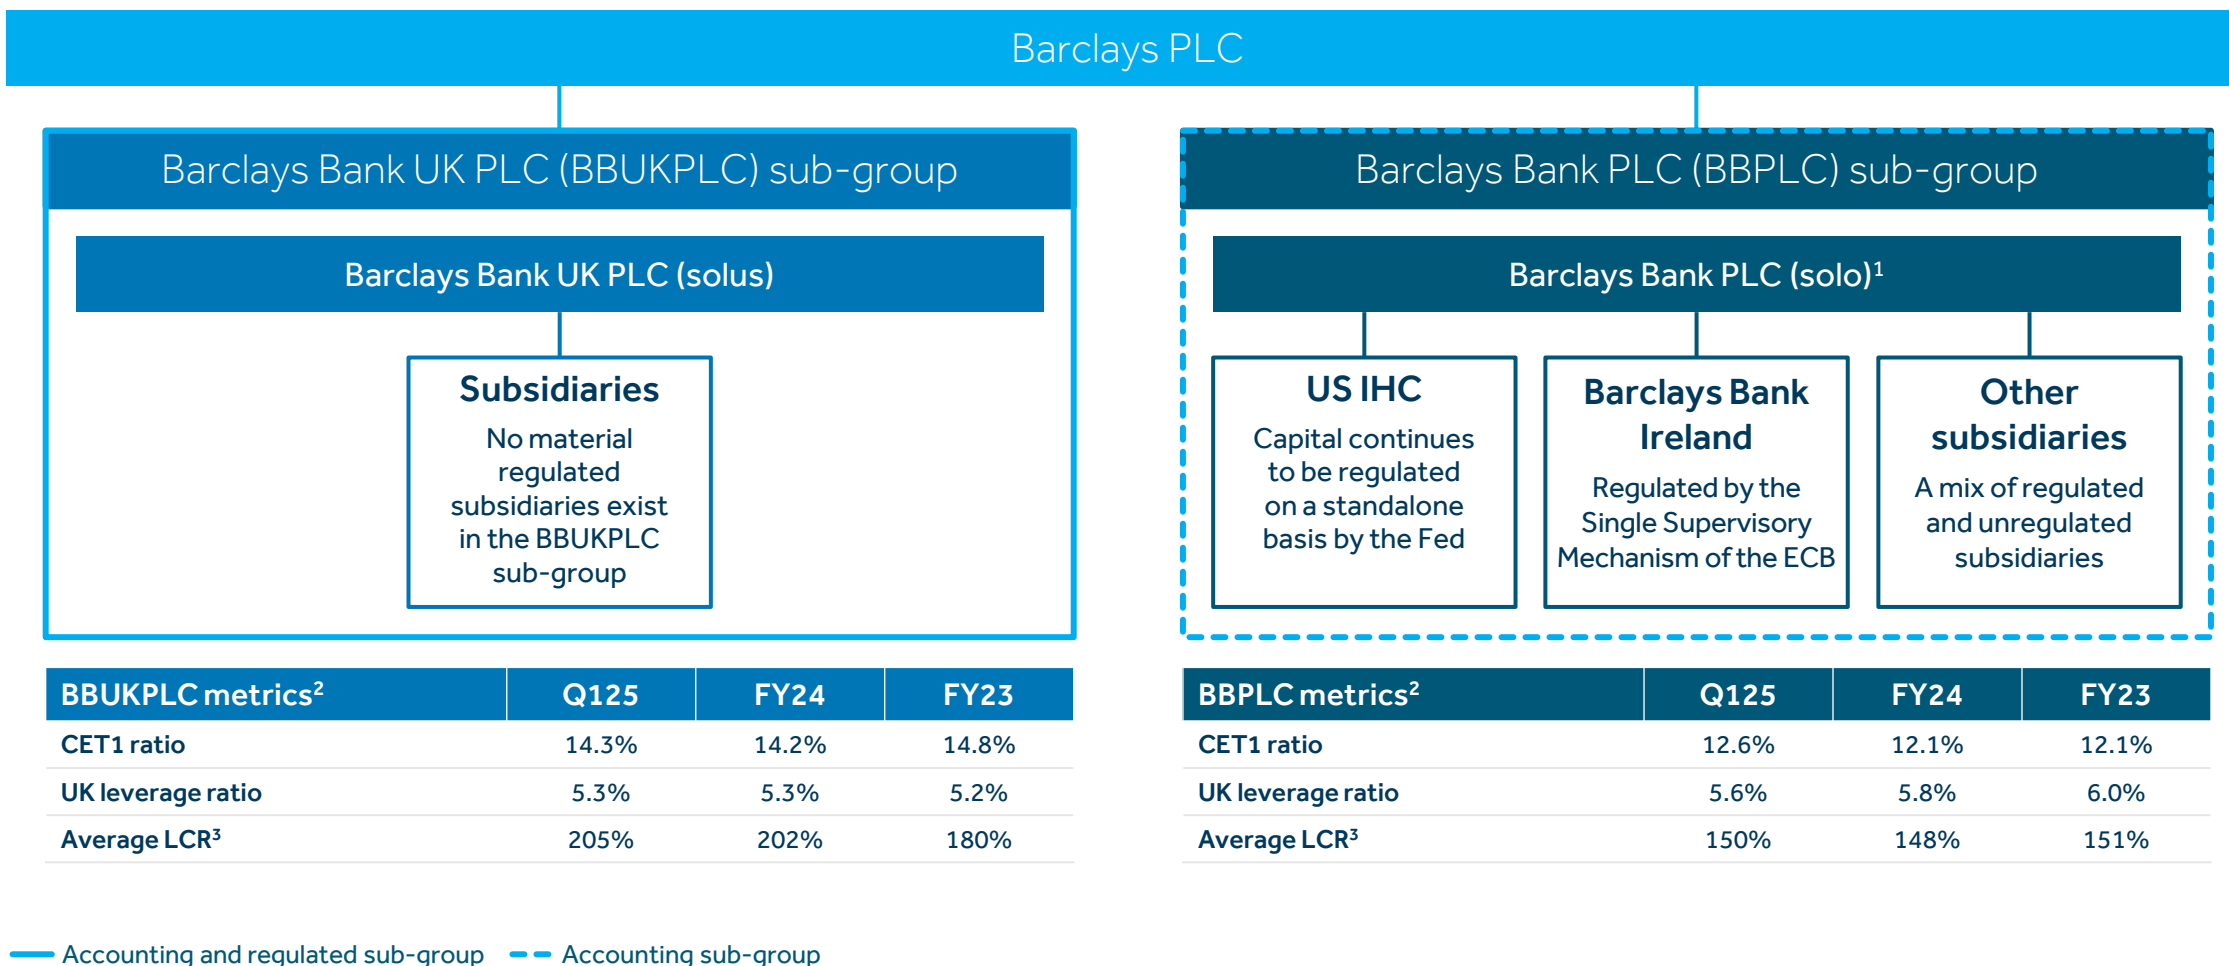 Barclays PLC
Barclays Bank UK PLC (BBUKPLC) sub-group
Barclays Bank UK PLC (solus)
Subsidiaries
No material
regulated
subsidiaries exist
in the BBUKPLC
sub-group
Barclays Bank PLC (BBPLC) sub-group
Barclays Bank PLC (solo)¹
US IHC
Capital continues
to be regulated
on a standalone
basis by the Fed
Barclays Bank
Ireland
Regulated by the
Single Supervisory
Mechanism of the ECB
Other
subsidiaries
A mix of regulated
and unregulated
subsidiaries
BBUKPLC metrics² Q125 FY24 FY23
CET1 ratio 14.3% 14.2% 14.8%
UK leverage ratio 5.3% 5.3% 5.2%
Average LCR³ 205% 202% 180%
BBPLC metrics² Q125 FY24 FY23
CET1 ratio 12.6% 12.1% 12.1%
UK leverage ratio 5.6% 5.8% 6.0%
Average LCR³ 150% 148% 151%
Accounting and regulated sub-group Accounting sub-group